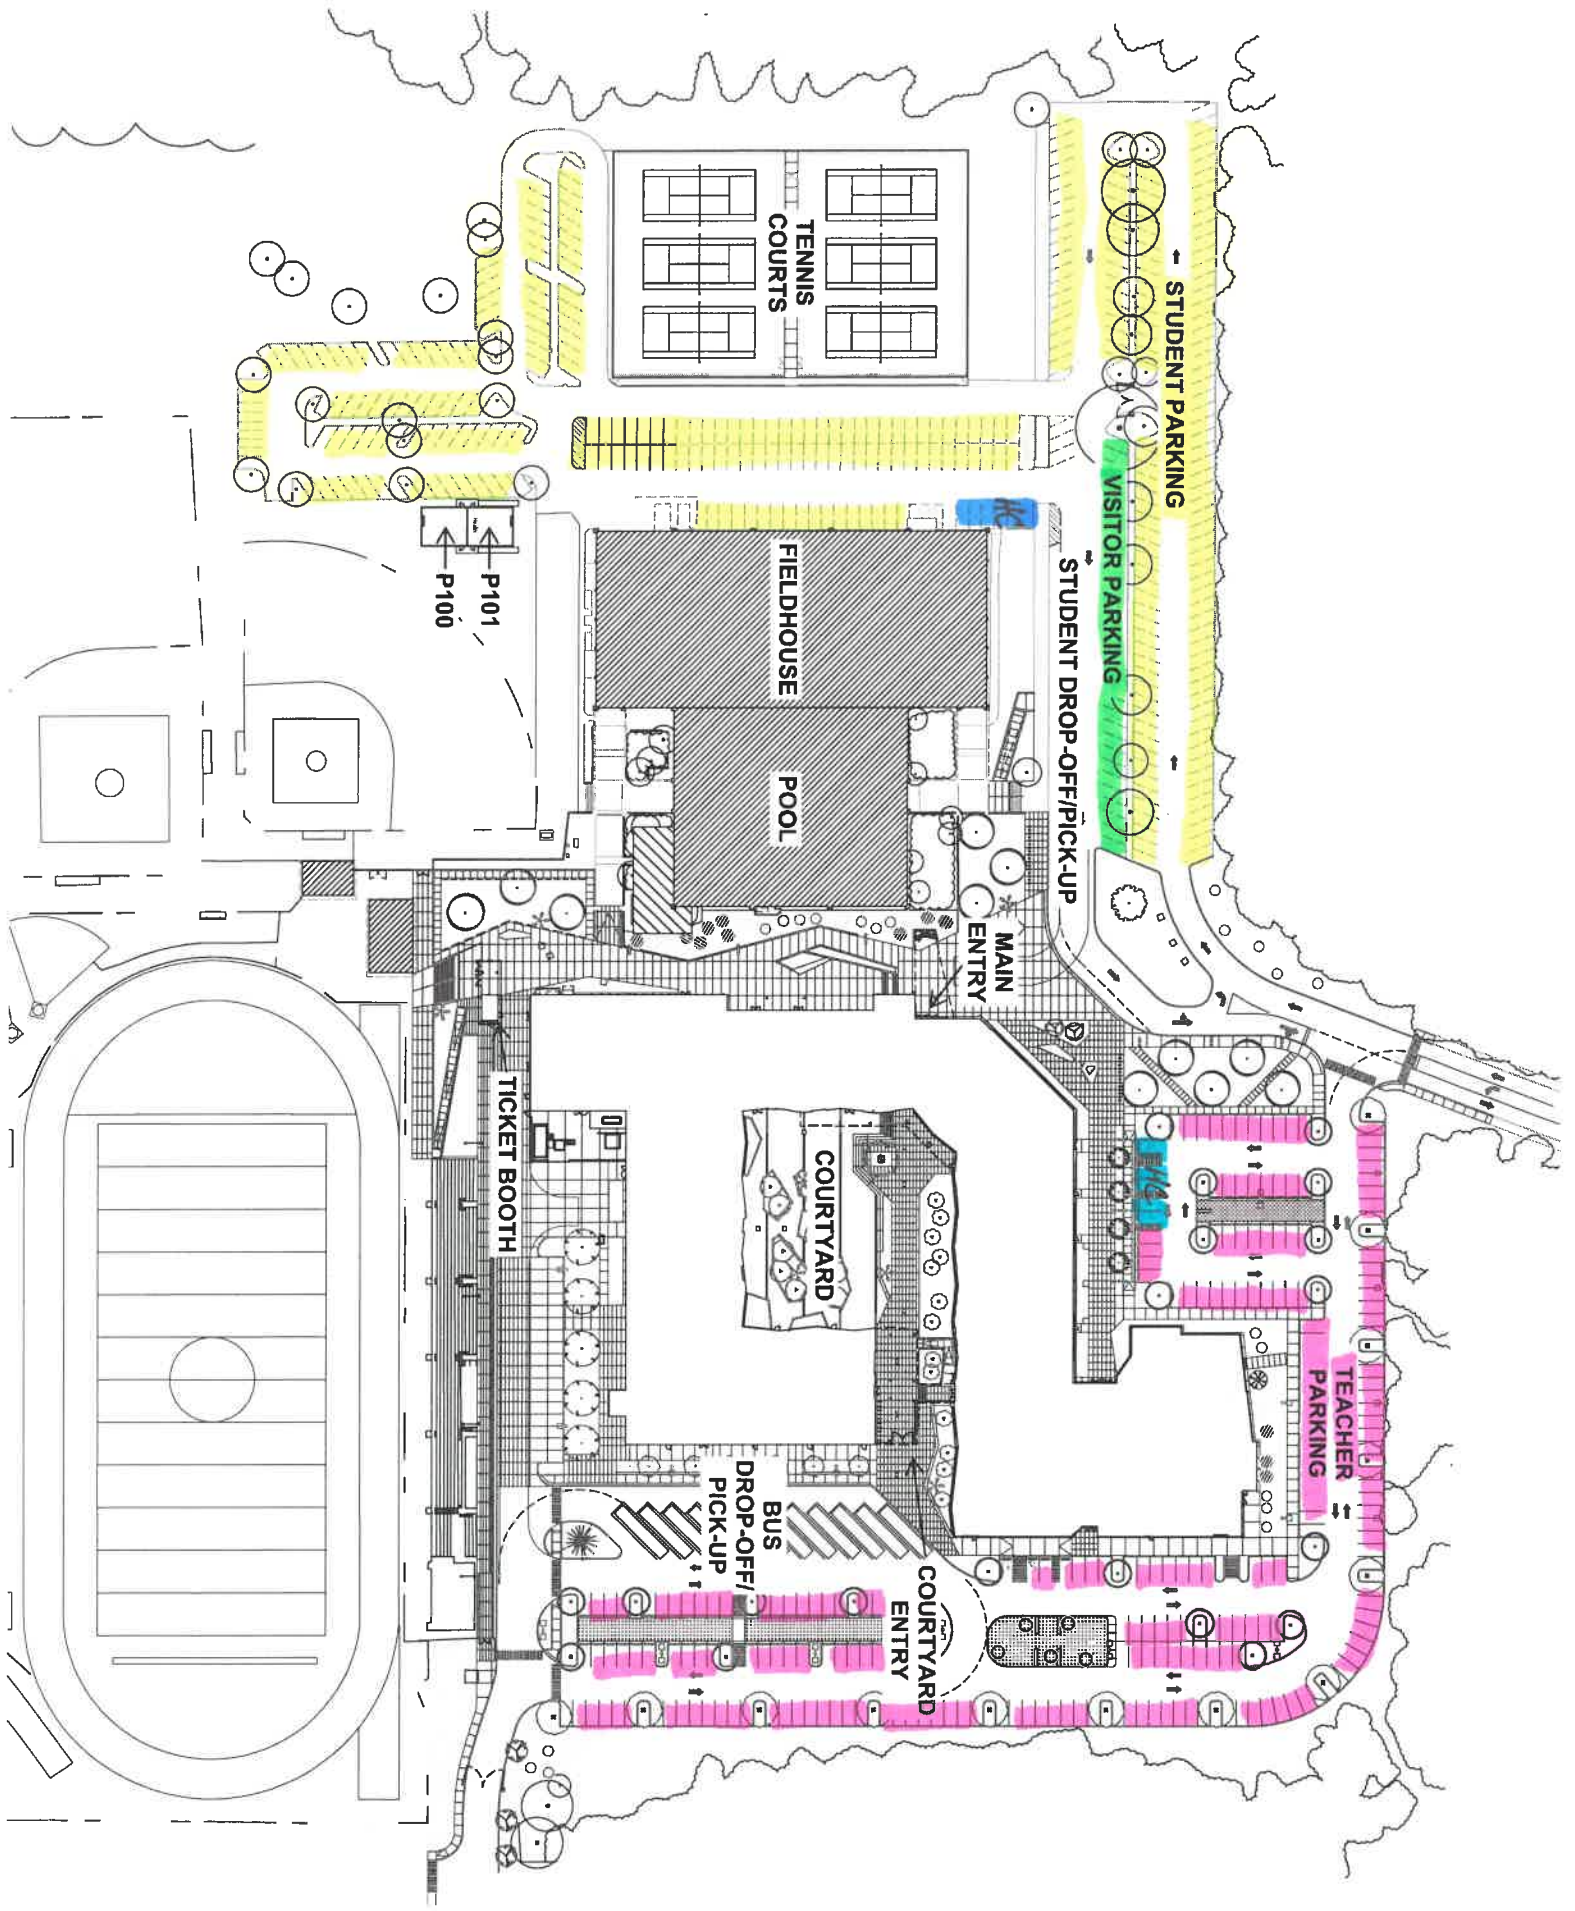 STUDENT PARKING
VISITOR PARKING
STUDENT DROP-OFF/PICK-UP
TENNIS
COURTS
HC
FIELDHOUSE
POOL
P101
P100
MAIN
ENTRY
TICKET BOOTH
COURTYARD
H/C
TEACHER
PARKING
BUS
DROP-OFF/
PICK-UP
COURTYARD
ENTRY